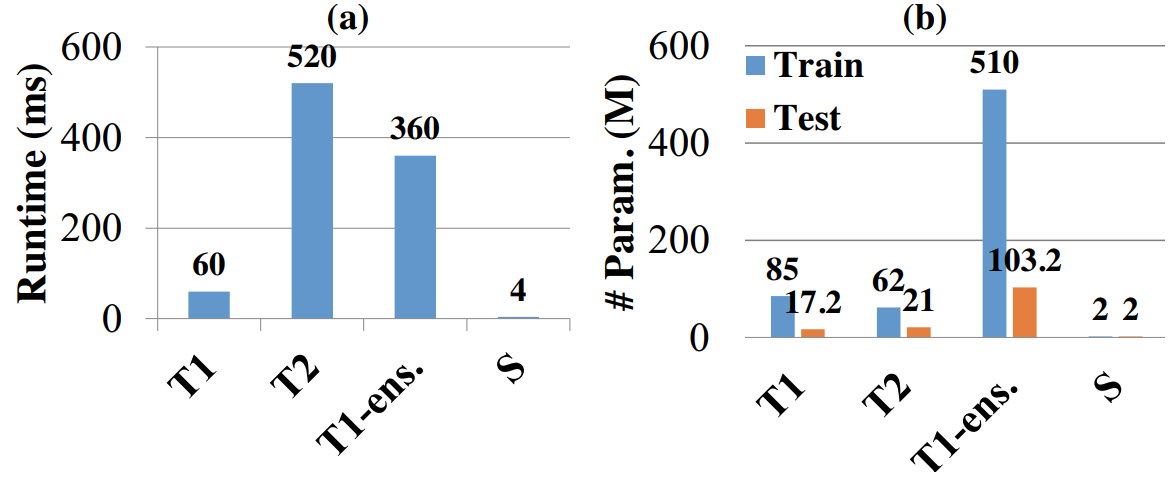 (a)
Runtime (ms)
600
400
200
0
60
520
360
4
T1
T2
T1-ens.
S
(b)
# Param. (M)
600
400
200
0
Train
Test
85
17.2
62
21
510
103.2
2
2
T1
T2
T1-ens.
S